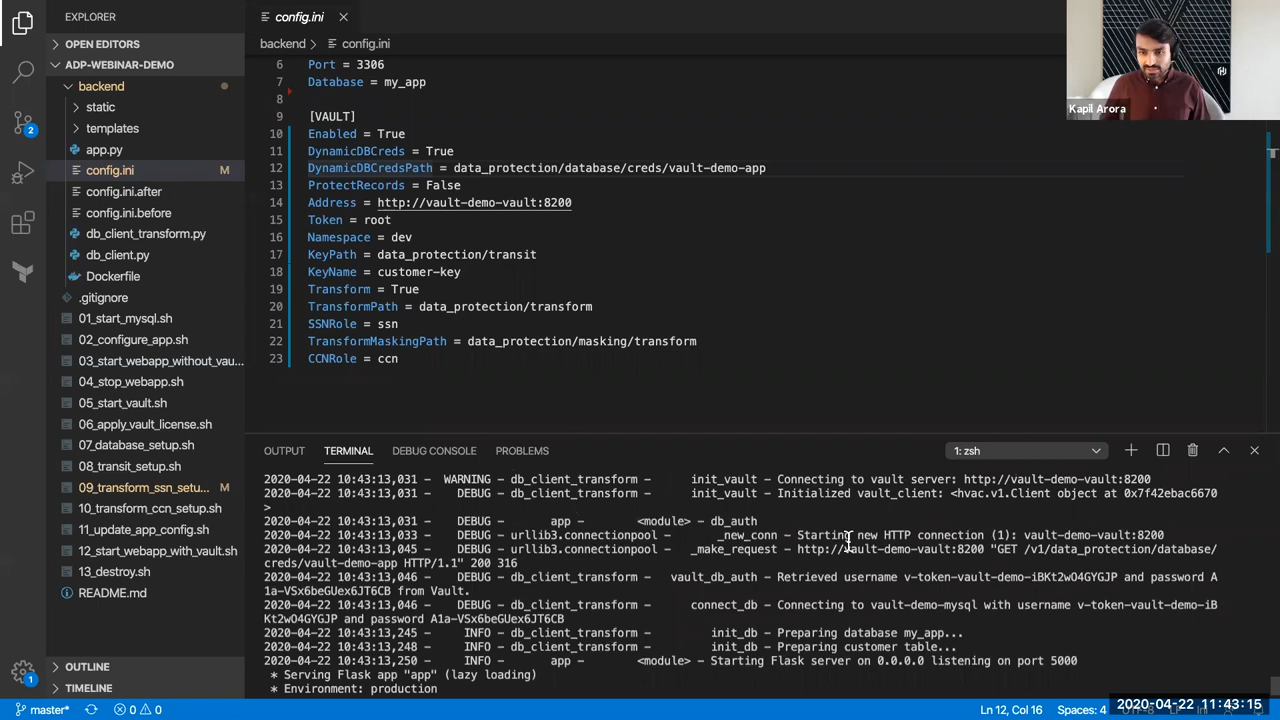 EXPLORER
OPEN EDITORS
ADP-WEBINAR-DEMO
backend
static
templates
app.py
config.ini M
config.ini.after
config.ini.before
db_client_transform.py
db_client.py
Dockerfile
.gitignore
01_start_mysql.sh
02_configure_app.sh
03_start_webapp_without_vau...
04_stop_webapp.sh
05_start_vault.sh
06_apply_vault_license.sh
07_database_setup.sh
08_transit_setup.sh
09_transform_ssn_setu... M
10_transform_ccn_setup.sh
11_update_app_config.sh
12_start_webapp_with_vault.sh
13_destroy.sh
README.md
OUTLINE
TIMELINE
2
1
config.ini
backend > config.ini
6 Port = 3306
7 Database = my_app
8
9 [VAULT]
10 Enabled = True
11 DynamicDBCreds = True
12 DynamicDBCredsPath = data_protection/database/creds/vault-demo-app
13 ProtectRecords = False
14 Address = http://vault-demo-vault:8200
15 Token = root
16 Namespace = dev
17 KeyPath = data_protection/transit
18 KeyName = customer-key
19 Transform = True
20 TransformPath = data_protection/transform
21 SSNRole = ssn
22 TransformMaskingPath = data_protection/masking/transform
23 CCNRole = ccn
Kapil Arora
OUTPUT TERMINAL DEBUG CONSOLE PROBLEMS 1: zsh
2020-04-22 10:43:13,031 - WARNING - db_client_transform - init_vault - Connecting to vault server: http://vault-demo-vault:8200
2020-04-22 10:43:13,031 - DEBUG - db_client_transform - init_vault - Initialized vault_client: <hvac.v1.Client object at 0x7f42ebac6670
>
2020-04-22 10:43:13,031 - DEBUG - app - <module> - db_auth
2020-04-22 10:43:13,033 - DEBUG - urllib3.connectionpool - _new_conn - Starting new HTTP connection (1): vault-demo-vault:8200
2020-04-22 10:43:13,045 - DEBUG - urllib3.connectionpool - _make_request - http://vault-demo-vault:8200 "GET /v1/data_protection/database/
creds/vault-demo-app HTTP/1.1" 200 316
2020-04-22 10:43:13,046 - DEBUG - db_client_transform - vault_db_auth - Retrieved username v-token-vault-demo-iBKt2wO4GYGJP and password A
1a-VSx6beGUex6JT6CB from Vault.
2020-04-22 10:43:13,046 - DEBUG - db_client_transform - connect_db - Connecting to vault-demo-mysql with username v-token-vault-demo-iB
Kt2wO4GYGJP and password A1a-VSx6beGUex6JT6CB
2020-04-22 10:43:13,245 - INFO - db_client_transform - init_db - Preparing database my_app...
2020-04-22 10:43:13,248 - INFO - db_client_transform - init_db - Preparing customer table...
2020-04-22 10:43:13,250 - INFO - app - <module> - Starting Flask server on 0.0.0.0 listening on port 5000
* Serving Flask app "app" (lazy loading)
* Environment: production
master* 0 0 Ln 12, Col 16 Spaces: 4
2020-04-22 11:43:15